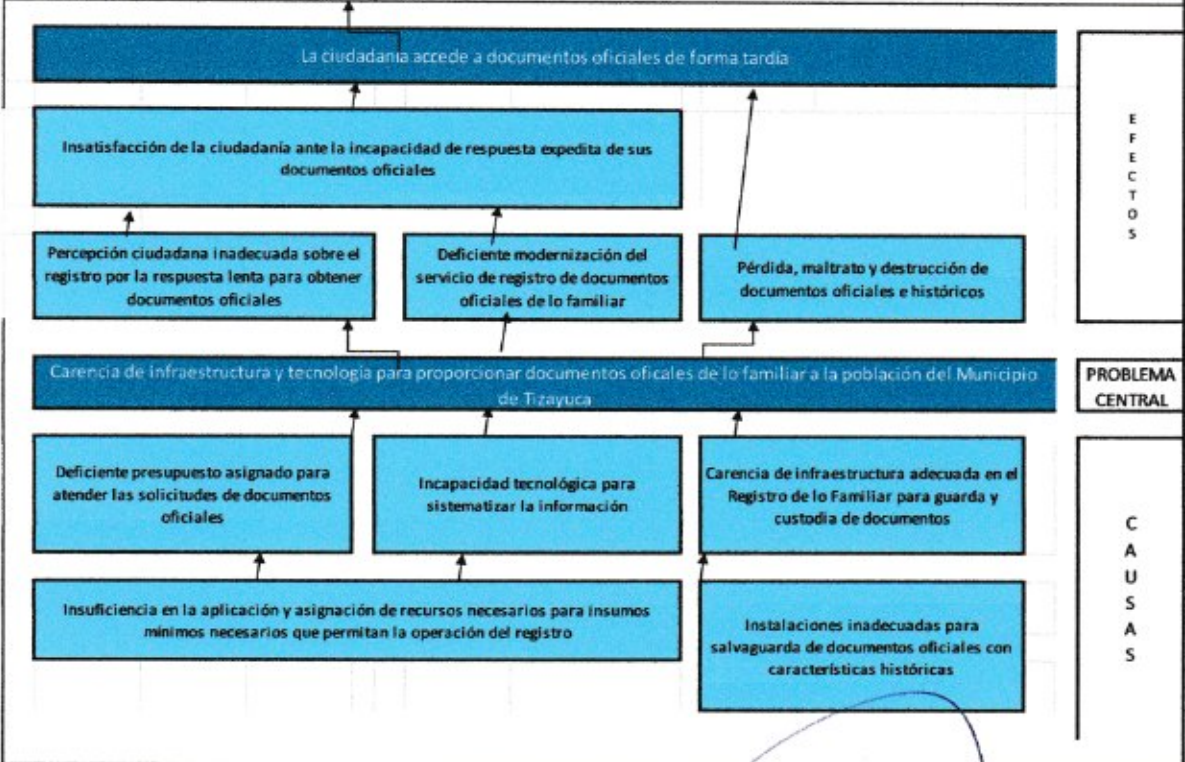 La ciudadanía accede a documentos oficiales de forma tardía
Insatisfacción de la ciudadanía ante la incapacidad de respuesta expedita de sus
documentos oficiales
Percepción ciudadana inadecuada sobre el
registro por la respuesta lenta para obtener
documentos oficiales
Deficiente modernización del
servicio de registro de documentos
oficiales de lo familiar
Pérdida, maltrato y destrucción de
documentos oficiales e históricos
EFECTOS
Carencia de infraestructura y tecnología para proporcionar documentos oficales de lo familiar a la población del Municipio
de Tizayuca
PROBLEMA
CENTRAL
Deficiente presupuesto asignado para
atender las solicitudes de documentos
oficiales
Incapacidad tecnológica para
sistematizar la información
Carencia de infraestructura adecuada en el
Registro de lo Familiar para guarda y
custodia de documentos
Insuficiencia en la aplicación y asignación de recursos necesarios para insumos
mínimos necesarios que permitan la operación del registro
Instalaciones inadecuadas para
salvaguarda de documentos oficiales con
características históricas
CAUSAS